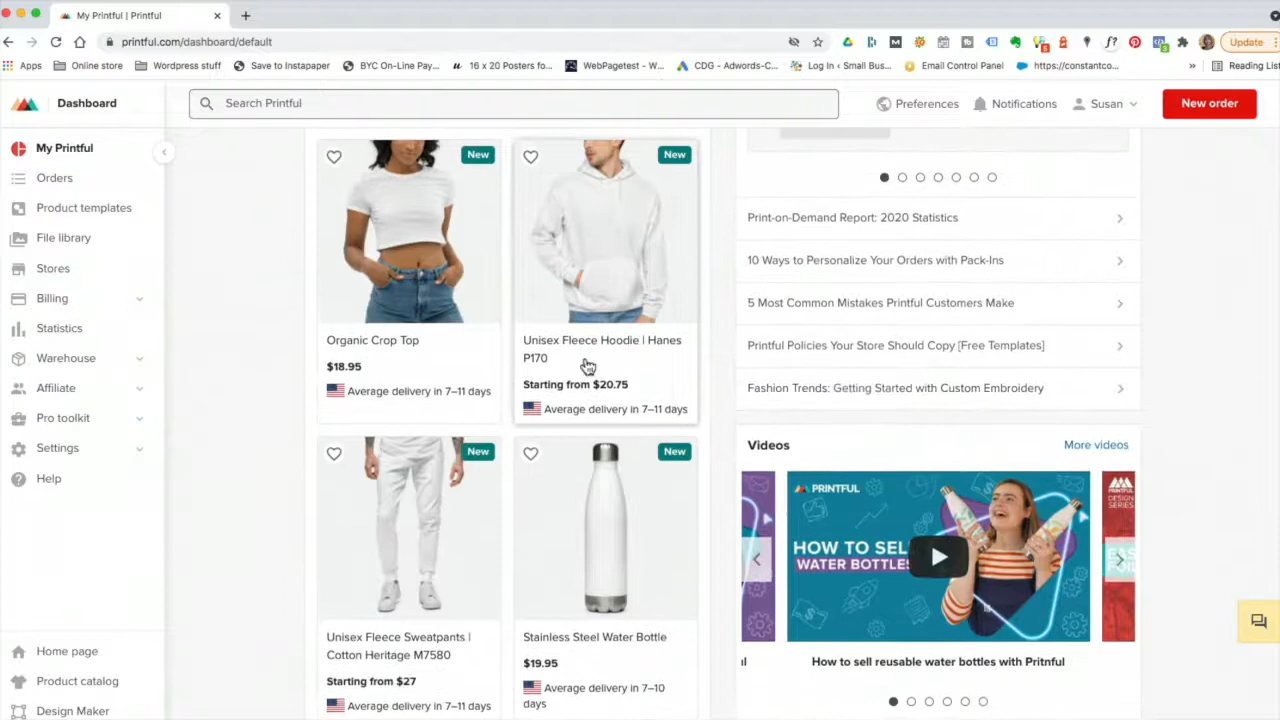 My Printful | Printful
printful.com/dashboard/default
Update
Apps
Online store
Wordpress stuff
Save to Instapaper
BYC On-Line Pay...
16 x 20 Posters fo...
WebPagetest - W...
CDG - Adwords-C...
Log In < Small Bus...
Email Control Panel
https://constantco...
»
Reading List
Dashboard
Search Printful
Preferences
Notifications
Susan
New order
My Printful
Orders
Product templates
File library
Stores
Billing
Statistics
Warehouse
Affiliate
Pro toolkit
Settings
Help
Home page
Product catalog
Design Maker
New
Organic Crop Top
$18.95
Average delivery in 7–11 days
New
Unisex Fleece Hoodie | Hanes
P170
Starting from $20.75
Average delivery in 7–11 days
New
Unisex Fleece Sweatpants |
Cotton Heritage M7580
Starting from $27
Average delivery in 7–11 days
New
Stainless Steel Water Bottle
$19.95
Average delivery in 7–10
days
Print-on-Demand Report: 2020 Statistics
10 Ways to Personalize Your Orders with Pack-Ins
5 Most Common Mistakes Printful Customers Make
Printful Policies Your Store Should Copy [Free Templates]
Fashion Trends: Getting Started with Custom Embroidery
Videos
More videos
PRINTFUL
HOW TO SEL
WATER BOTTLES
PRINTFUL
DESIGN
SERIES
How to sell reusable water bottles with Pritnful